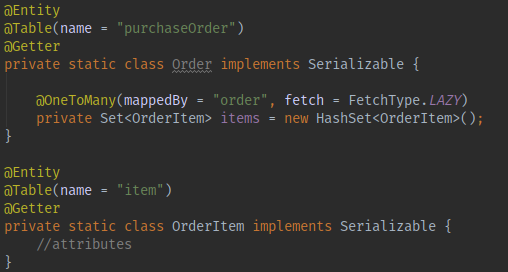 @Entity
@Table(name = "purchaseOrder")
@Getter
private static class Order implements Serializable {
@OneToMany(mappedBy = "order", fetch = FetchType.LAZY)
private Set<OrderItem> items = new HashSet<OrderItem>();
}
@Entity
@Table(name = "item")
@Getter
private static class OrderItem implements Serializable {
//attributes
}